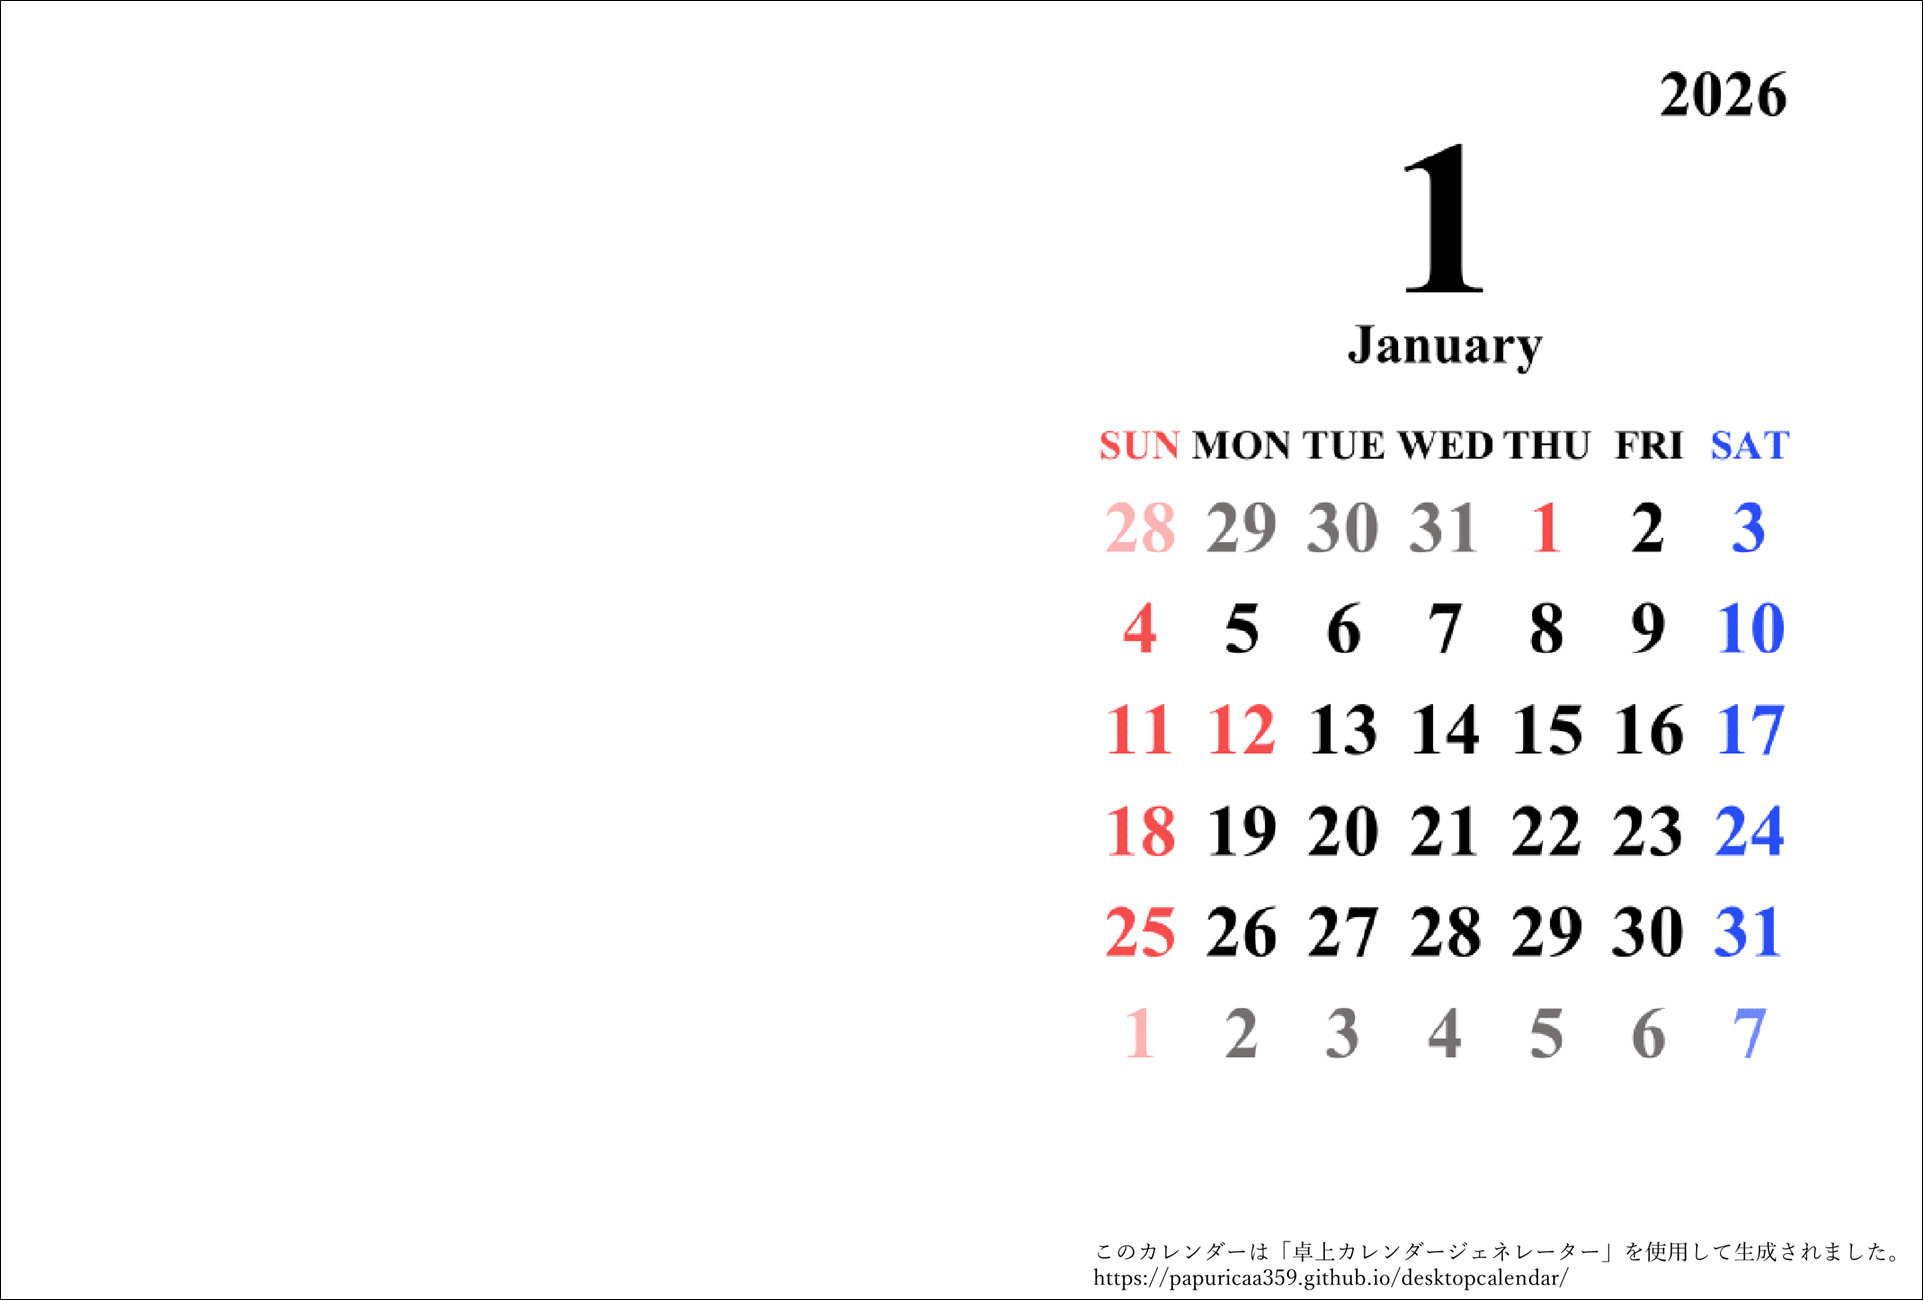 2026
1
January
SUN MON TUE WED THU FRI SAT
28 29 30 31 1 2 3
4 5 6 7 8 9 10
11 12 13 14 15 16 17
18 19 20 21 22 23 24
25 26 27 28 29 30 31
1 2 3 4 5 6 7
このカレンダーは「卓上カレンダージェネレーター」を使用して生成されました。
https://papuricaa359.github.io/desktopcalendar/